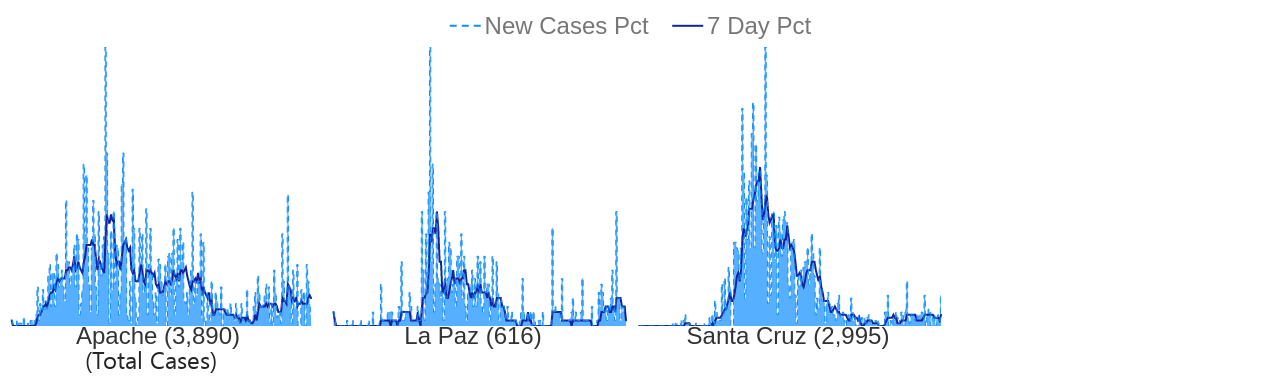 New Cases Pct 7 Day Pct
Apache (3,890) La Paz (616) Santa Cruz (2,995)
(Total Cases)